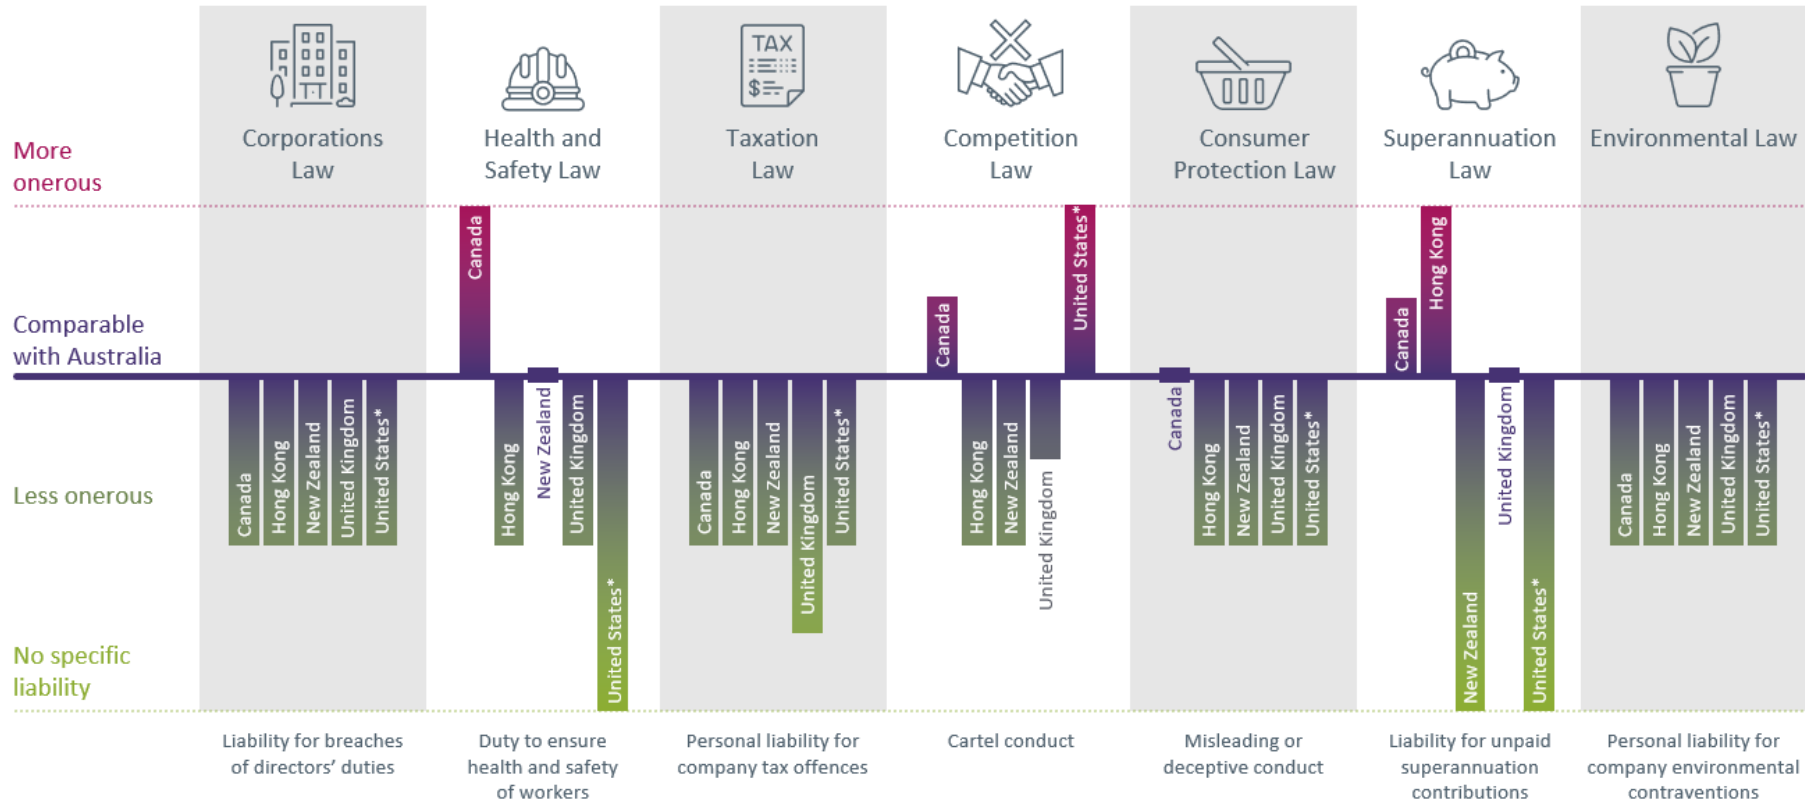 TAX
$
Corporations
Law
Health and
Safety Law
Taxation
Law
Competition
Law
Consumer
Protection Law
Superannuation
Law
Environmental Law
More
onerous
Comparable
with Australia
Less onerous
No specific
liability
Canada
Hong Kong
New Zealand
United Kingdom
United States*
Canada
Hong Kong
New Zealand
United Kingdom
United States*
Canada
Hong Kong
New Zealand
United Kingdom
United States*
Canada
Hong Kong
New Zealand
United Kingdom
United States*
Canada
Hong Kong
New Zealand
United Kingdom
United States*
Canada
Hong Kong
New Zealand
United Kingdom
United States*
Canada
Hong Kong
New Zealand
United Kingdom
United States*
Liability for breaches
of directors' duties
Duty to ensure
health and safety
of workers
Personal liability for
company tax offences
Cartel conduct
Misleading or
deceptive conduct
Liability for unpaid
superannuation
contributions
Personal liability for
company environmental
contraventions